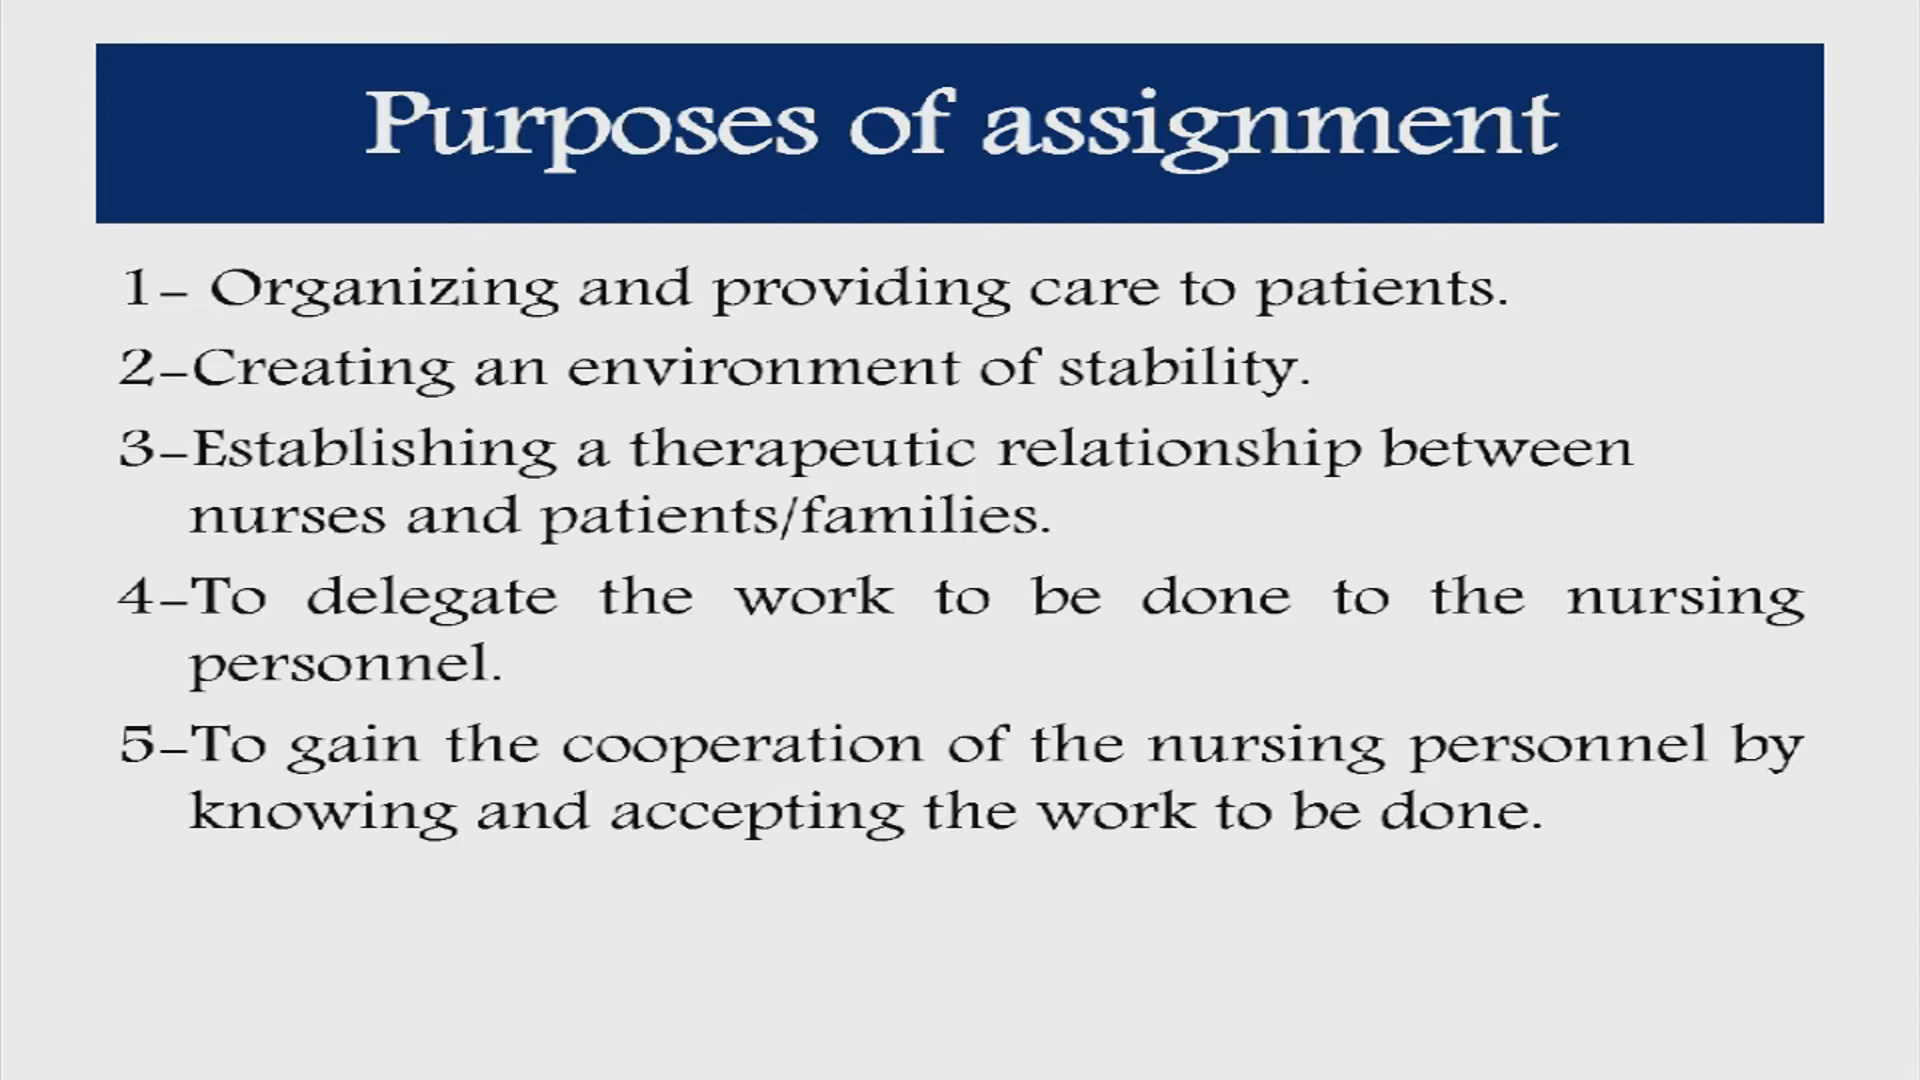 Purposes of assignment
1- Organizing and providing care to patients.
2-Creating an environment of stability.
3-Establishing a therapeutic relationship between
nurses and patients/families.
4-To delegate the work to be done to the nursing
personnel.
5-To gain the cooperation of the nursing personnel by
knowing and accepting the work to be done.